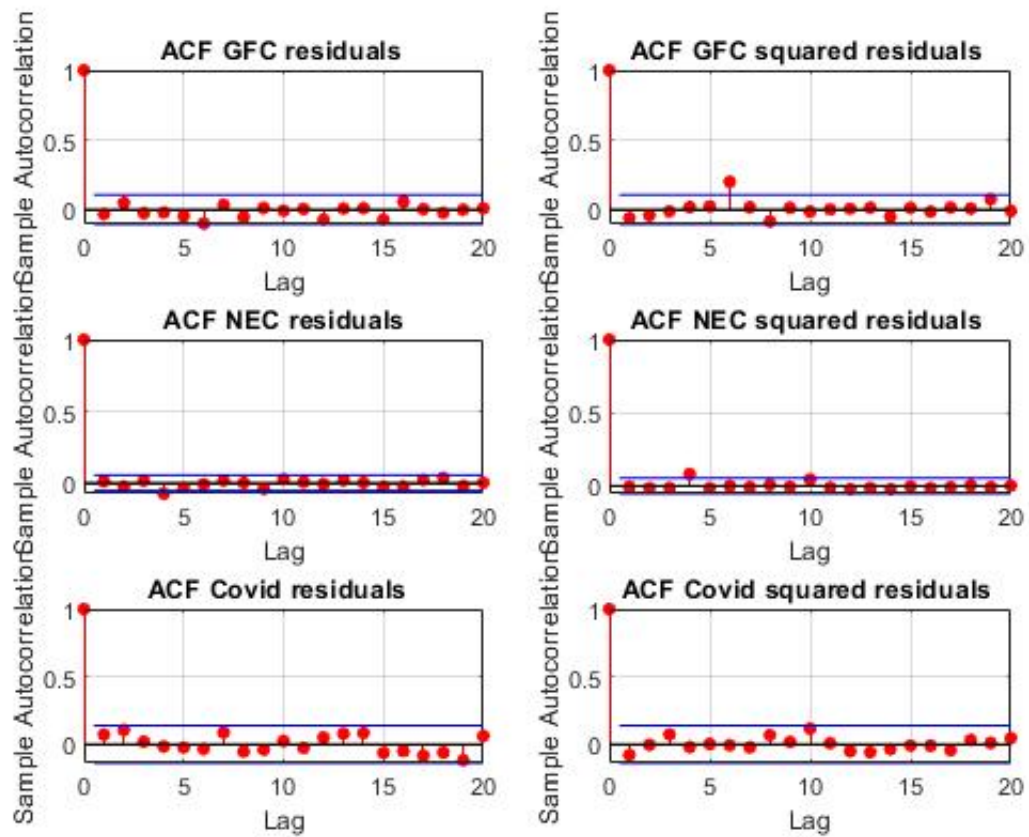 ACF GFC residuals
Sample Autocorrelation
1
0.5
0
0 5 10 15 20
Lag
ACF GFC squared residuals
Sample Autocorrelation
1
0.5
0
0 5 10 15 20
Lag
ACF NEC residuals
Sample Autocorrelation
1
0.5
0
0 5 10 15 20
Lag
ACF NEC squared residuals
Sample Autocorrelation
1
0.5
0
0 5 10 15 20
Lag
ACF Covid residuals
Sample Autocorrelation
1
0.5
0
0 5 10 15 20
Lag
ACF Covid squared residuals
Sample Autocorrelation
1
0.5
0
0 5 10 15 20
Lag